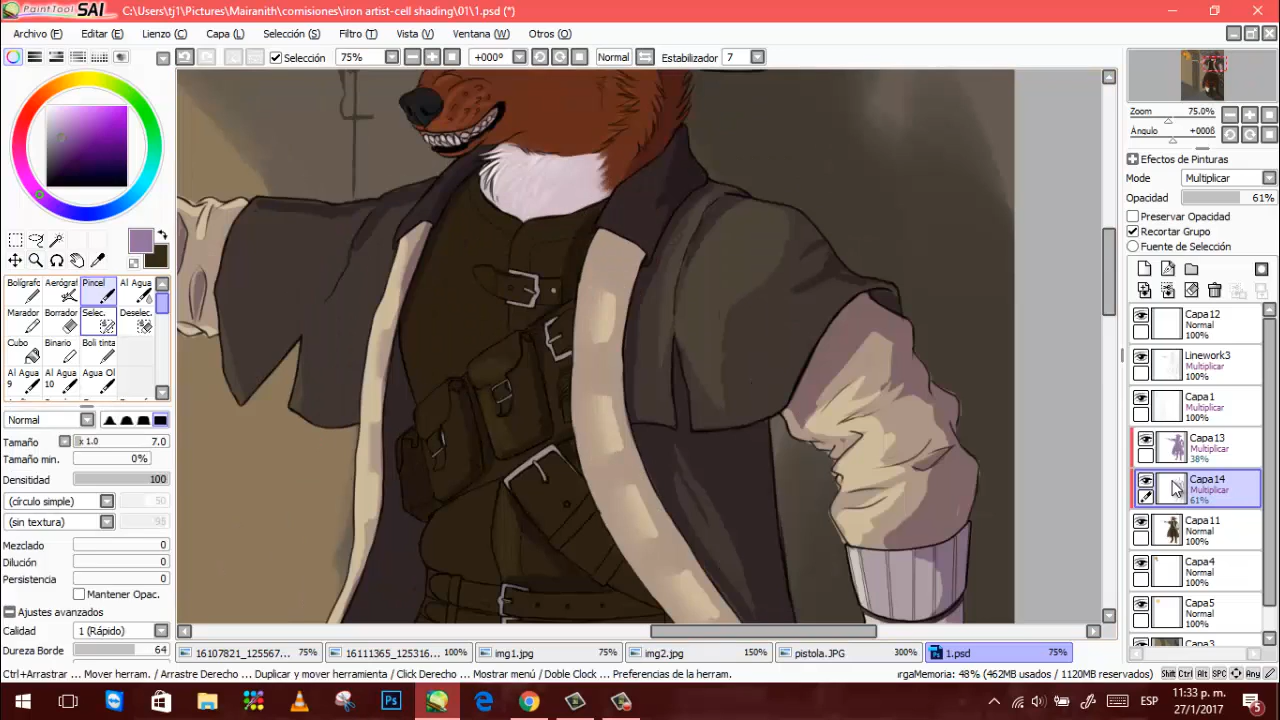 PaintTool SAI C:\Users\tj1\Pictures\Mairanith\comisiones\iron artist-cell shading\01\1.psd (*)
Archivo (F) Editar (E) Lienzo (C) Capa (L) Selección (S) Filtro (T) Vista (V) Ventana (W) Otros (O)
Selección 75% +000º Normal Estabilizador 7
Zoom 75.0%
Ángulo +0006
Efectos de Pinturas
Mode Multiplicar
Opacidad 61%
Preservar Opacidad
Recortar Grupo
Fuente de Selección
Bolígrafo Aerógraf Pincel Al Agua
Marador Borrador Selec. Deselec.
Cubo Binario Boli tinta
Al Agua 9 Al Agua 10 Agua Ol
Normal
Tamaño x 1.0 7.0
Tamaño min. 0%
Densidad 100
(círculo simple) 50
(sin textura) 95
Mezclado 0
Dilución 0
Persistencia 0
Mantener Opac.
Ajustes avanzados
Calidad 1 (Rápido)
Dureza Borde 64
Capa12
Normal
100%
Linework3
Multiplicar
100%
Capa1
Multiplicar
100%
Capa13
Multiplicar
38%
Capa14
Multiplicar
61%
Capa11
Normal
100%
Capa4
Normal
100%
Capa5
Normal
100%
Capa3
16107821_125567... 75% 16111365_125316... 100% img1.jpg 75% img2.jpg 150% pistola.JPG 300% 1.psd 75%
Ctrl+Arrastrar ... Mover herram. / Arrastre Derecho ... Duplicar y mover herramienta / Click Derecho ... Mostrar menú / Doble Clock ... Preferencias de la herram.
ırgaMemoria: 48% (462MB usados / 1120MB reservados) Shift Ctrl Alt SPC Any
Ps ESP 11:33 p. m.
27/1/2017 5